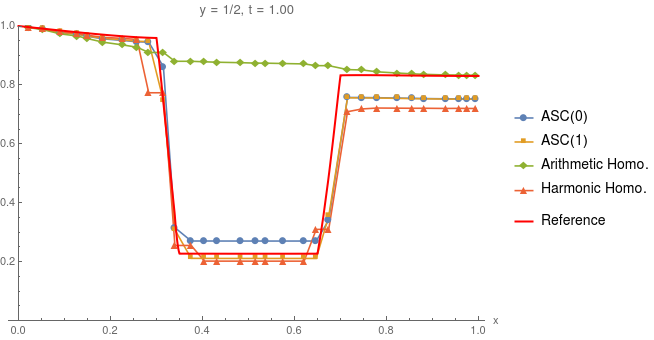 y = 1/2, t = 1.00
1.0
0.8
0.6
0.4
0.2
0.0
0.2
0.4
0.6
0.8
1.0
x
ASC(0)
ASC(1)
Arithmetic Homo.
Harmonic Homo.
Reference